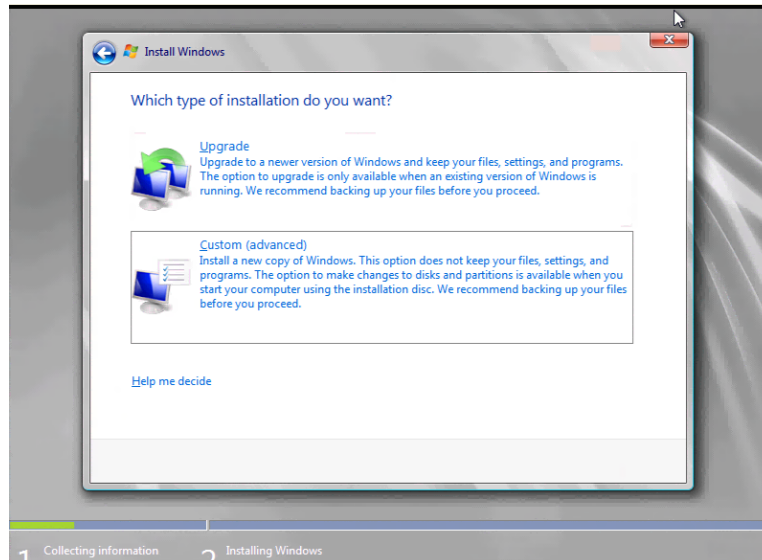 Install Windows
Which type of installation do you want?
Upgrade
Upgrade to a newer version of Windows and keep your files, settings, and programs.
The option to upgrade is only available when an existing version of Windows is
running. We recommend backing up your files before you proceed.
Custom (advanced)
Install a new copy of Windows. This option does not keep your files, settings, and
programs. The option to make changes to disks and partitions is available when you
start your computer using the installation disc. We recommend backing up your files
before you proceed.
Help me decide
1 Collecting information
2 Installing Windows